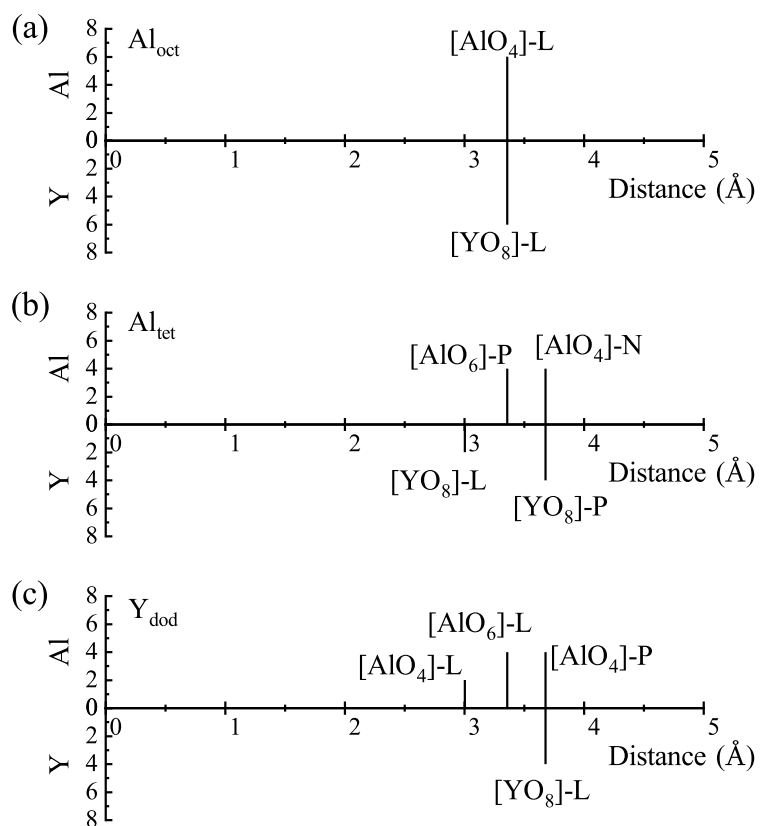 (a)
Al_oct
[AlO₄]-L
Al
8
6
4
2
0
0 1 2 3 4 5
2
4
6
8
Y
Distance (Å)
[YO₈]-L
(b)
Al_tet
[AlO₆]-P [AlO₄]-N
Al
8
6
4
2
0
0 1 2 3 4 5
2
4
6
8
Y
Distance (Å)
[YO₈]-L
[YO₈]-P
(c)
Y_dod
[AlO₆]-L
[AlO₄]-L [AlO₄]-P
Al
8
6
4
2
0
0 1 2 3 4 5
2
4
6
8
Y
Distance (Å)
[YO₈]-L